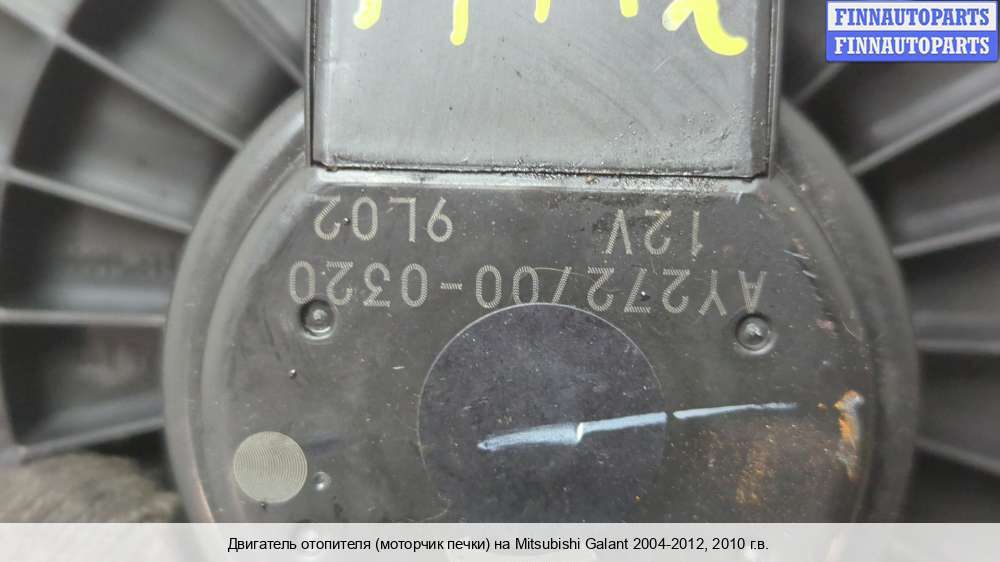 FINNAUTOPARTS
FINNAUTOPARTS
AY272700-0320
12V 9L02
Двигатель отопителя (моторчик печки) на Mitsubishi Galant 2004-2012, 2010 г.в.